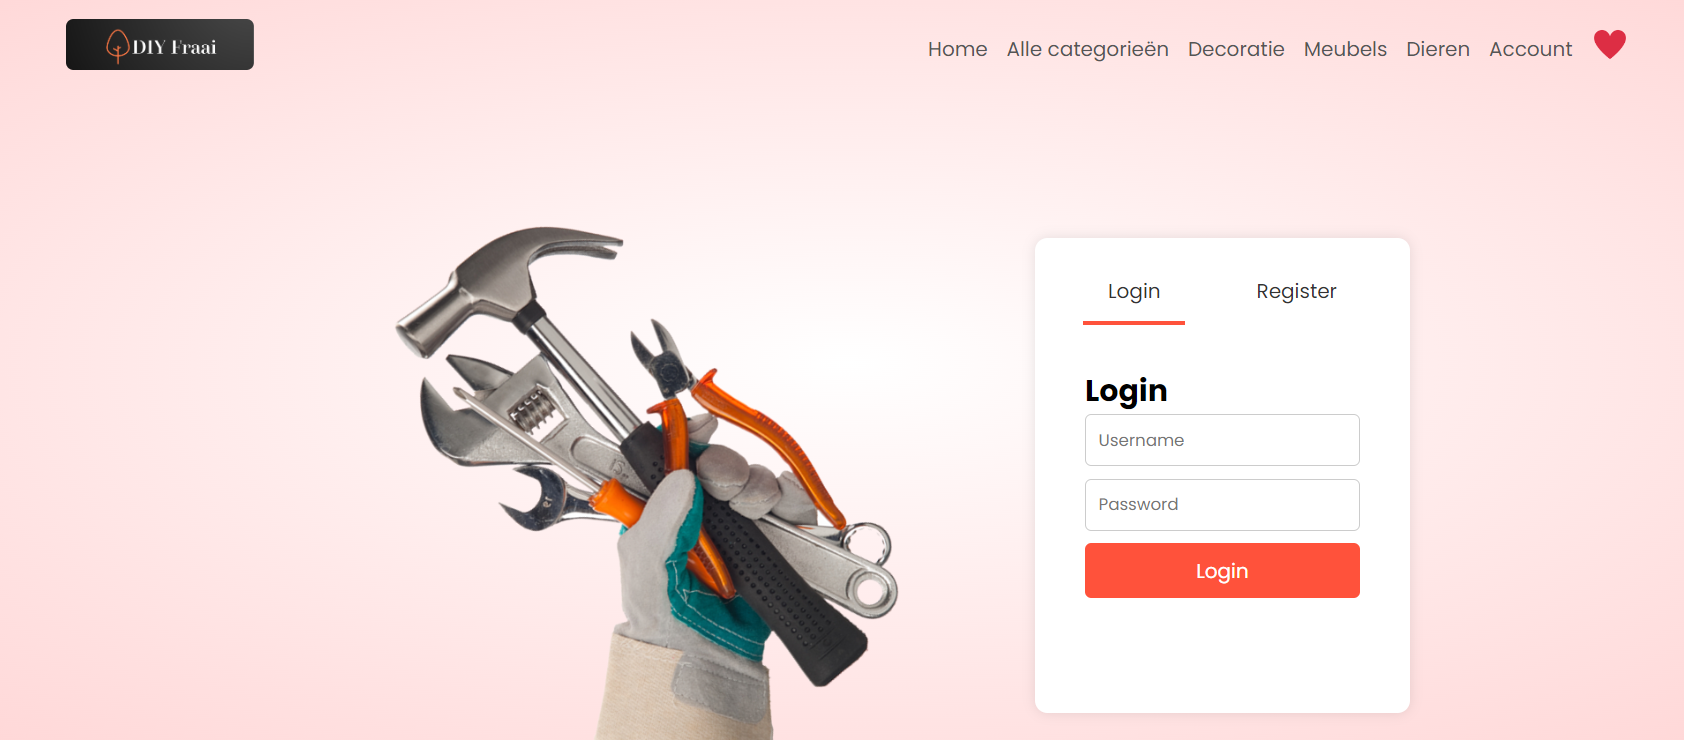 DIY Fraai
Home Alle categorieën Decoratie Meubels Dieren Account
Login Register
Login
Username
Password
Login